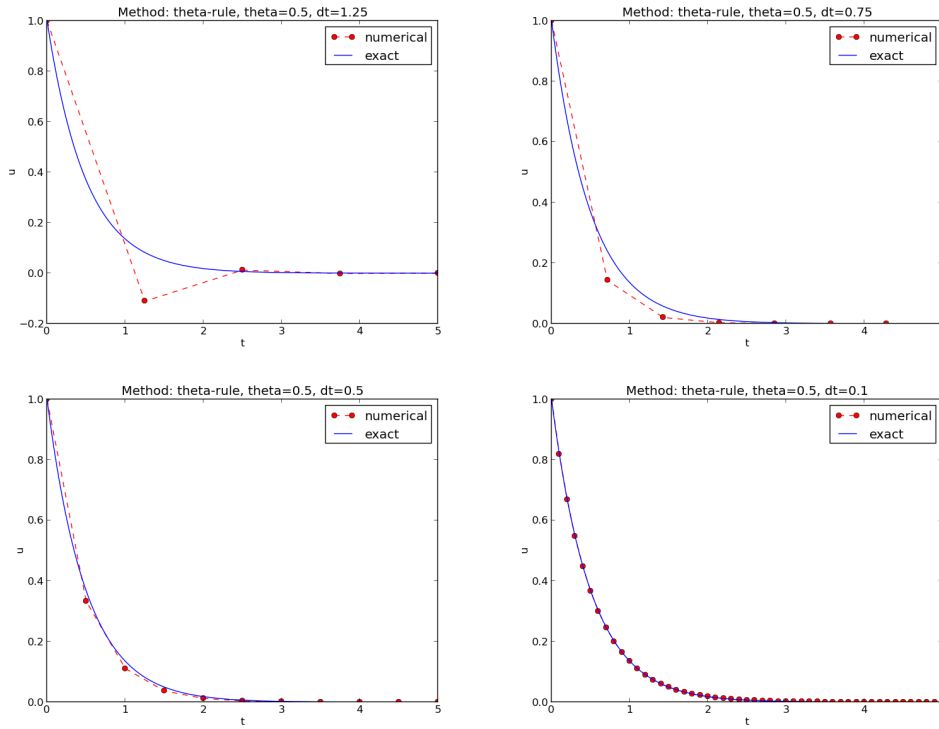 Method: theta-rule, theta=0.5, dt=1.25
numerical
exact
1.0
0.8
0.6
0.4
0.2
0.0
−0.2
u
0
1
2
3
4
5
t
Method: theta-rule, theta=0.5, dt=0.75
numerical
exact
1.0
0.8
0.6
0.4
0.2
0.0
u
0
1
2
3
4
t
Method: theta-rule, theta=0.5, dt=0.5
numerical
exact
1.0
0.8
0.6
0.4
0.2
0.0
u
0
1
2
3
4
5
t
Method: theta-rule, theta=0.5, dt=0.1
numerical
exact
1.0
0.8
0.6
0.4
0.2
0.0
u
0
1
2
3
4
t